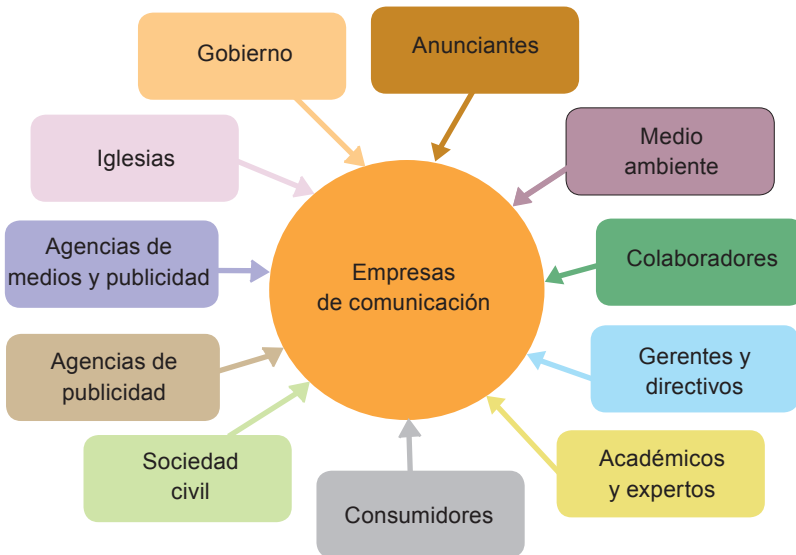 Gobierno
Anunciantes
Iglesias
Medio
ambiente
Agencias de
medios y publicidad
Empresas
de comunicación
Colaboradores
Agencias de
publicidad
Gerentes y
directivos
Sociedad
civil
Consumidores
Académicos
y expertos